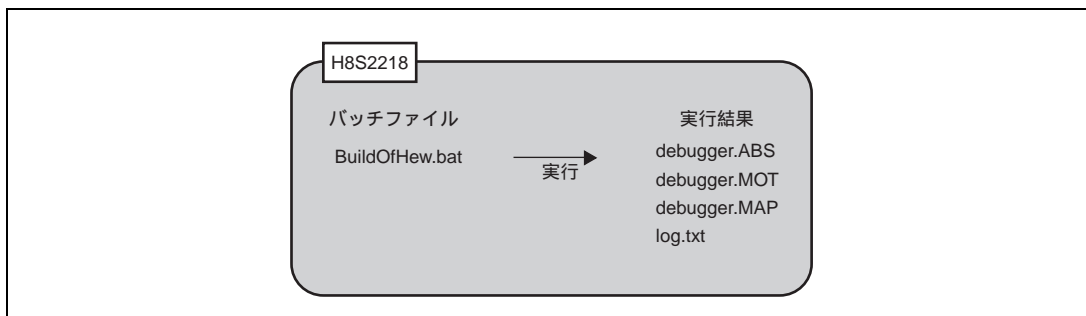 H8S2218
バッチファイル
BuildOfHew.bat
実行
実行結果
debugger.ABS
debugger.MOT
debugger.MAP
log.txt